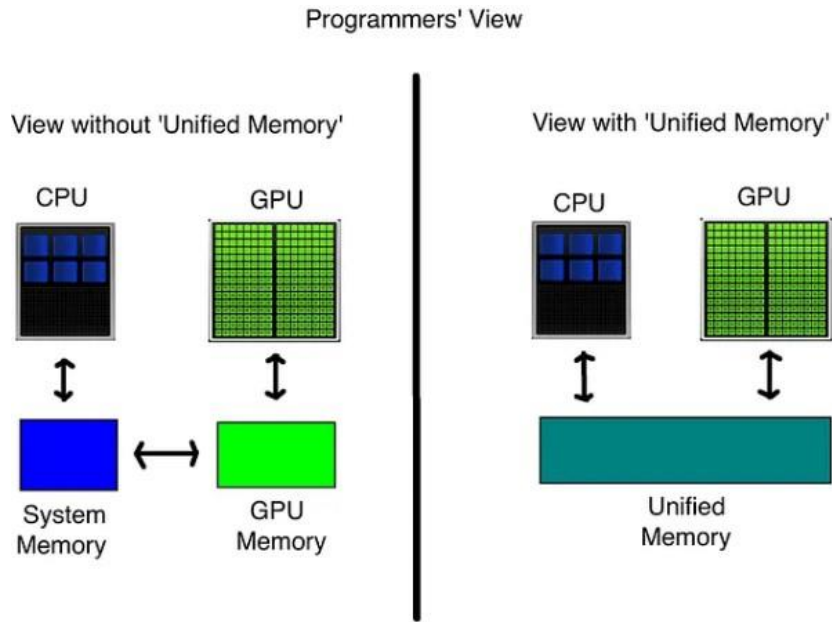 Programmers' View
View without 'Unified Memory'
CPU
GPU
System
Memory
GPU
Memory
View with 'Unified Memory'
CPU
GPU
Unified
Memory